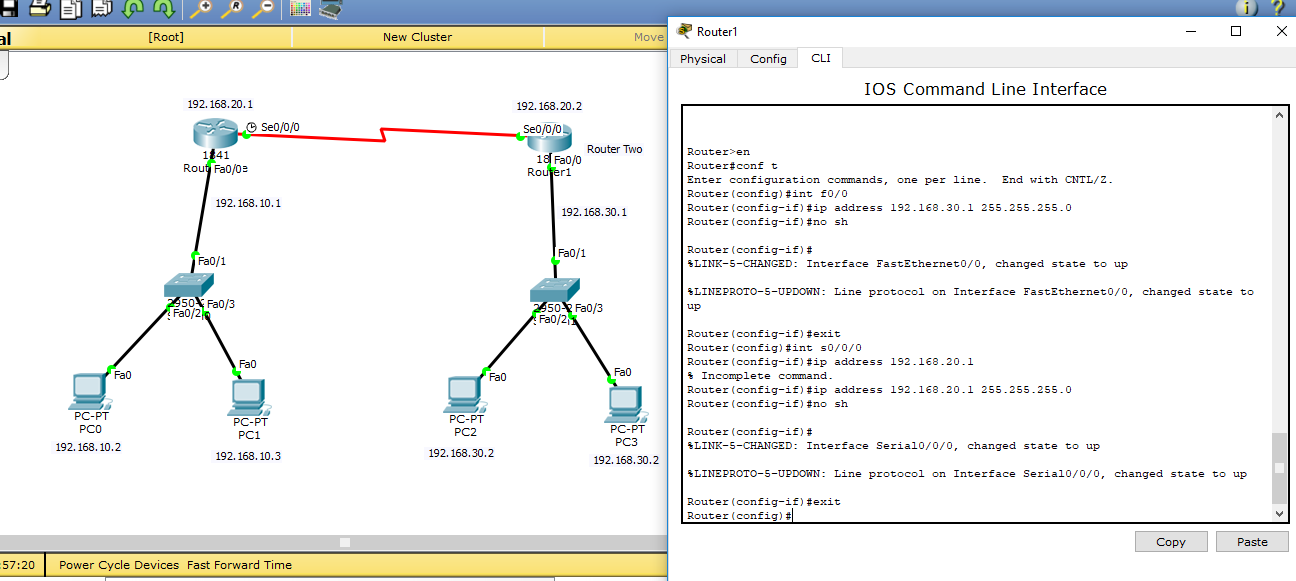 al
[Root]
New Cluster
Move
192.168.20.1
Se0/0/0
1841
Fa0/0
192.168.10.1
Fa0/1
Fa0/3
Fa0/2
Fa0
Fa0
PC-PT
PC0
PC-PT
PC1
192.168.10.2
192.168.10.3
192.168.20.2
Se0/0/0
Router Two
18
Fa0/0
Router1
192.168.30.1
Fa0/1
Fa0/3
Fa0/2
Fa0
Fa0
PC-PT
PC2
PC-PT
PC3
192.168.30.2
192.168.30.2
:57:20
Power Cycle Devices Fast Forward Time
Router1
Physical
Config
CLI
IOS Command Line Interface
Router>en
Router#conf t
Enter configuration commands, one per line.  End with CNTL/Z.
Router(config)#int f0/0
Router(config-if)#ip address 192.168.30.1 255.255.255.0
Router(config-if)#no sh
Router(config-if)#
%LINK-5-CHANGED: Interface FastEthernet0/0, changed state to up
%LINEPROTO-5-UPDOWN: Line protocol on Interface FastEthernet0/0, changed state to
up
Router(config-if)#exit
Router(config)#int s0/0/0
Router(config-if)#ip address 192.168.20.1
% Incomplete command.
Router(config-if)#ip address 192.168.20.1 255.255.255.0
Router(config-if)#no sh
Router(config-if)#
%LINK-5-CHANGED: Interface Serial0/0/0, changed state to up
%LINEPROTO-5-UPDOWN: Line protocol on Interface Serial0/0/0, changed state to up
Router(config-if)#exit
Router(config)#
Copy
Paste